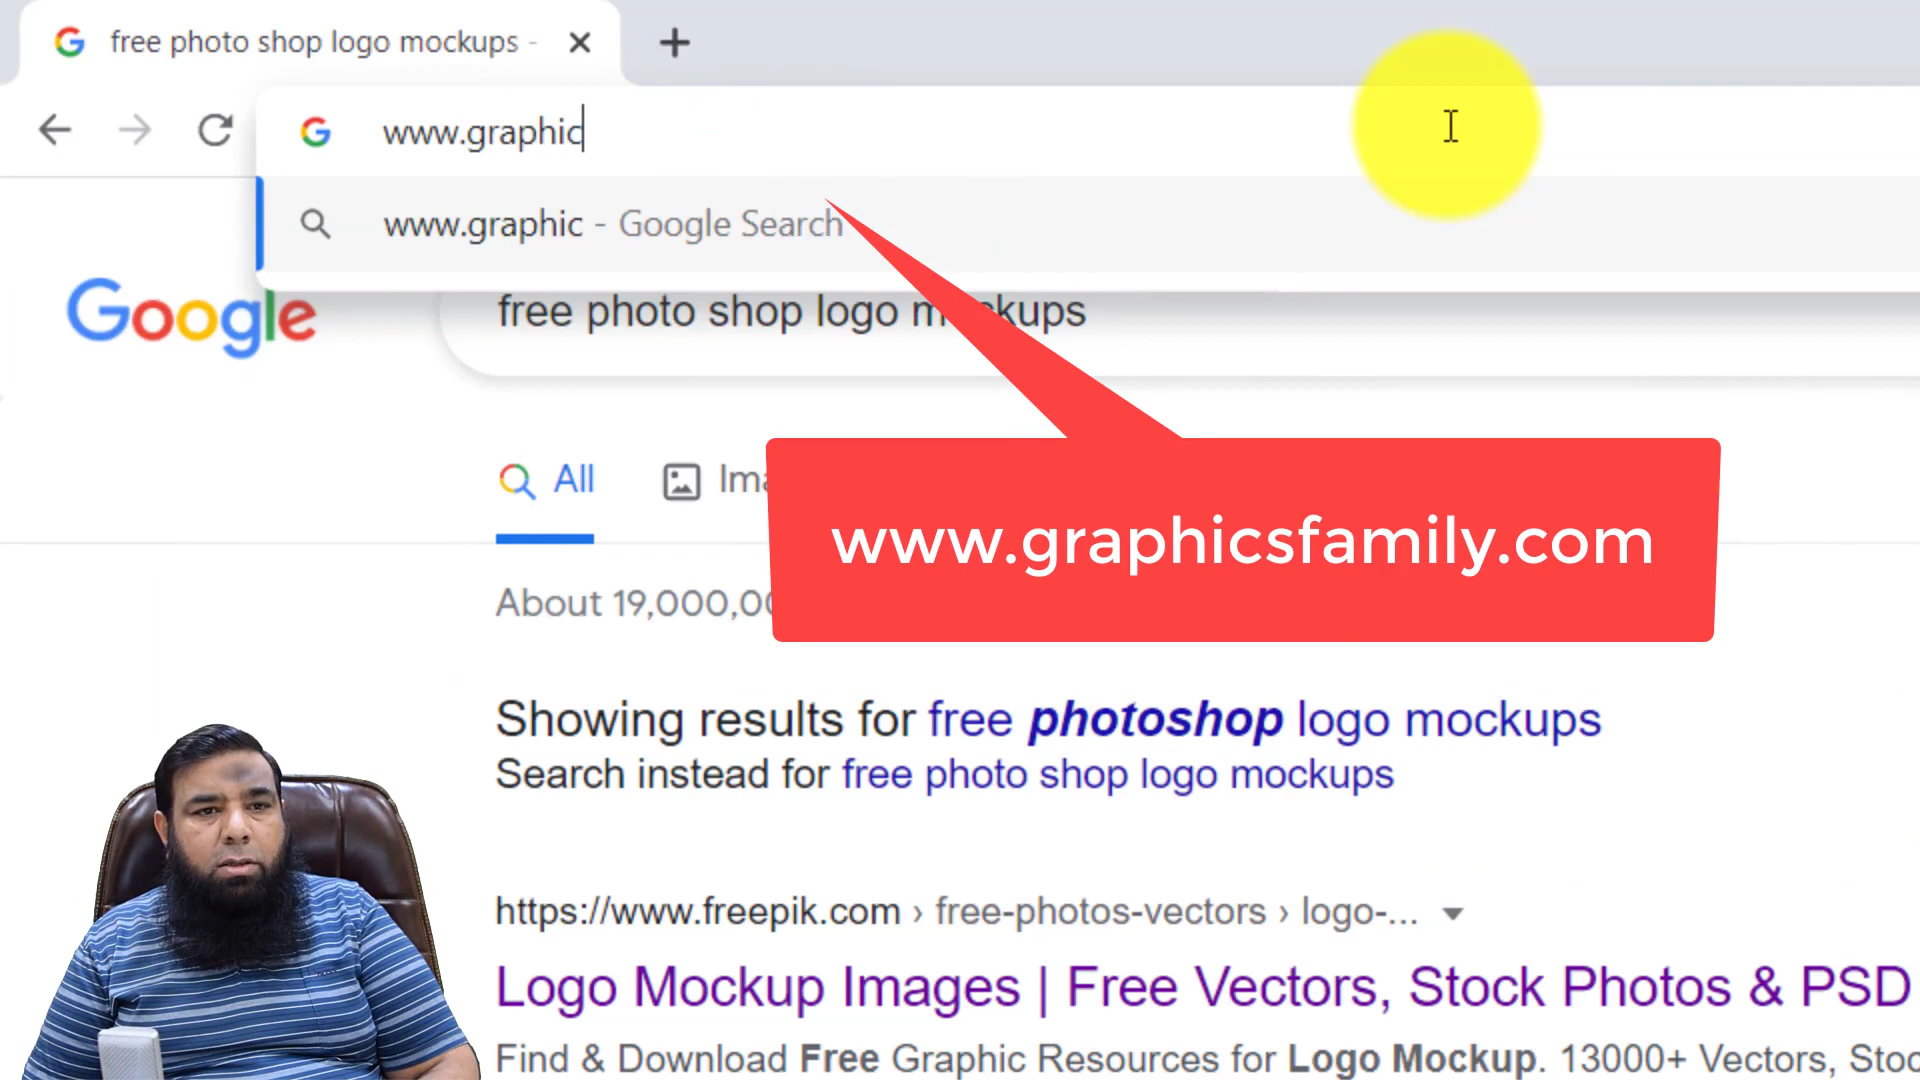 free photo shop logo mockups -
www.graphic
www.graphic - Google Search
Google
free photo shop logo mockups
All
Ima
www.graphicsfamily.com
About 19,000,00
Showing results for free photoshop logo mockups
Search instead for free photo shop logo mockups
https://www.freepik.com › free-photos-vectors › logo-...
Logo Mockup Images | Free Vectors, Stock Photos & PSD
Find & Download Free Graphic Resources for Logo Mockup. 13000+ Vectors, Stoc